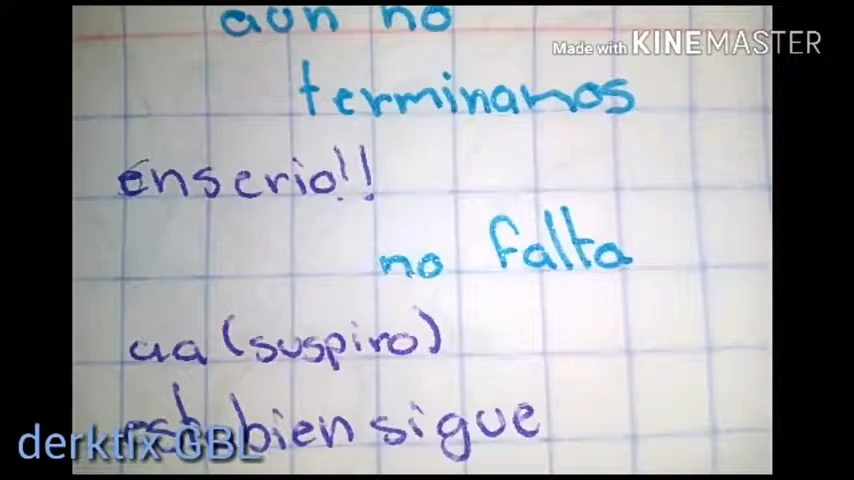 aun no
Made with KINEMASTER
terminamos
enserio!!
no falta
aa (suspiro)
bien sigue
derktix GBL